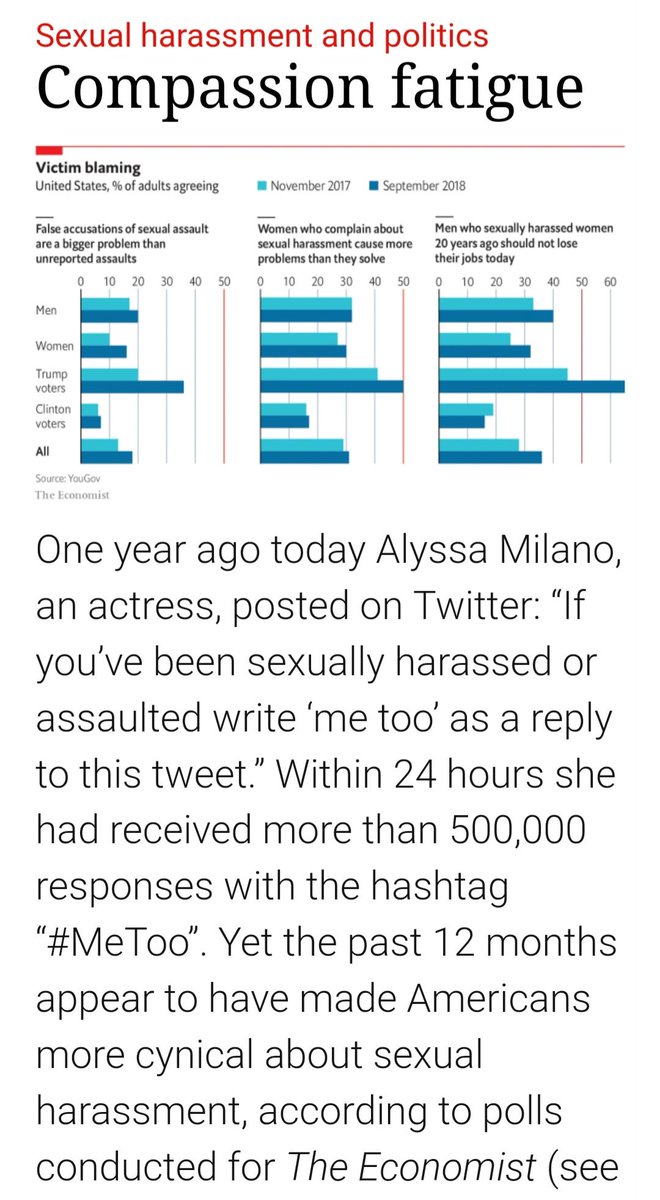 Sexual harassment and politics
Compassion fatigue
Victim blaming
United States, % of adults agreeing
November 2017
September 2018
False accusations of sexual assault
are a bigger problem than
unreported assaults
Women who complain about
sexual harassment cause more
problems than they solve
Men who sexually harassed women
20 years ago should not lose
their jobs today
0 10 20 30 40 50
0 10 20 30 40 50
0 10 20 30 40 50 60
Men
Women
Trump
voters
Clinton
voters
All
Source: YouGov
The Economist
One year ago today Alyssa Milano,
an actress, posted on Twitter: “If
you’ve been sexually harassed or
assaulted write ‘me too’ as a reply
to this tweet.” Within 24 hours she
had received more than 500,000
responses with the hashtag
“#MeToo”. Yet the past 12 months
appear to have made Americans
more cynical about sexual
harassment, according to polls
conducted for The Economist (see